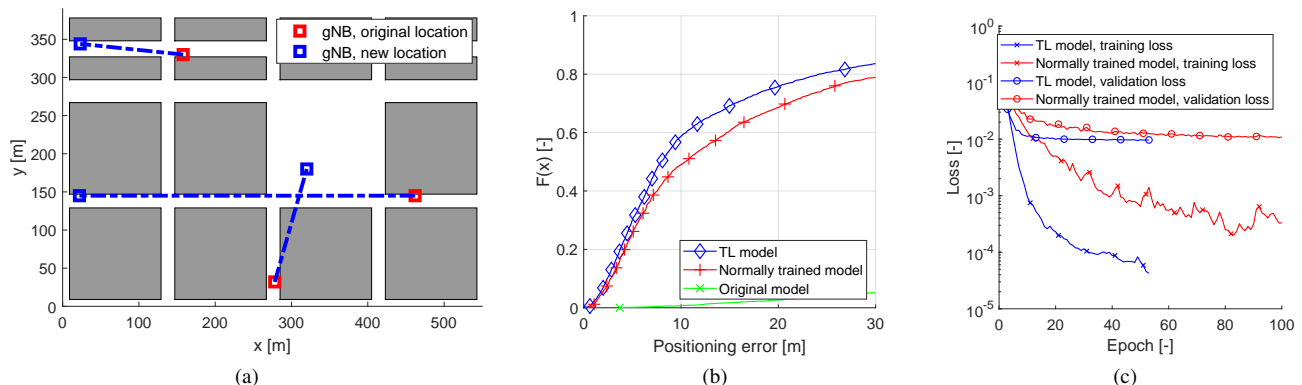 gNB, original location
gNB, new location
350
300
250
200
150
100
50
0
y [m]
0 100 200 300 400 500
x [m]
(a)
1
0.8
0.6
0.4
0.2
0
F(x) [-]
TL model
Normally trained model
Original model
0 10 20 30
Positioning error [m]
(b)
10^0
10^-1
10^-2
10^-3
10^-4
10^-5
Loss [-]
TL model, training loss
Normally trained model, training loss
TL model, validation loss
Normally trained model, validation loss
0 20 40 60 80 100
Epoch [-]
(c)